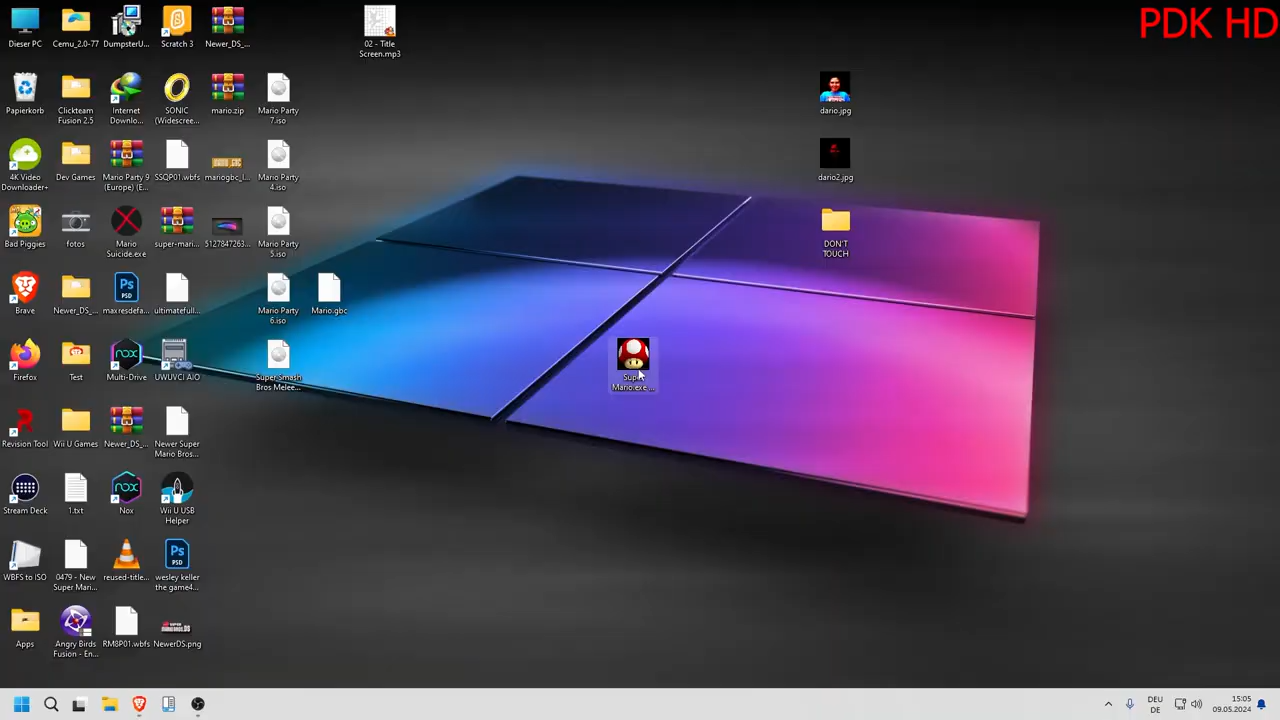 PDK HD
Dieser PC
Cemu_2.0-77
DumpsterU...
Scratch 3
Newer_DS_...
02 - Title
Screen.mp3
Papierkorb
Clickteam
Fusion 2.5
Internet
Downlo...
SONIC
(Widescree...
mario.zip
Mario Party
7.iso
dario.jpg
4K Video
Downloader+
Dev Games
Mario Party 9
(Europe) (E...
SSQP01.wbfs
mariogbc_l...
Mario Party
4.iso
dario2.jpg
Bad Piggies
fotos
Mario
Suicide.exe
super-mari...
5127847263...
Mario Party
5.iso
DON'T
TOUCH
Brave
Newer_DS_...
maxresdefa...
ultimatefull...
Mario Party
6.iso
Mario.gbc
Firefox
Test
Multi-Drive
UWUVCI AIO
Super Smash
Bros Melee...
Super
Mario.exe ...
Revision Tool
Wii U Games
Newer_DS_...
Newer Super
Mario Bros...
Stream Deck
1.txt
Nox
Wii U USB
Helper
WBFS to ISO
0479 - New
Super Mari...
reused-title...
wesley keller
the game4...
Apps
Angry Birds
Fusion - En...
RM8P01.wbfs
NewerDS.png
DEU
DE
15:05
09.05.2024